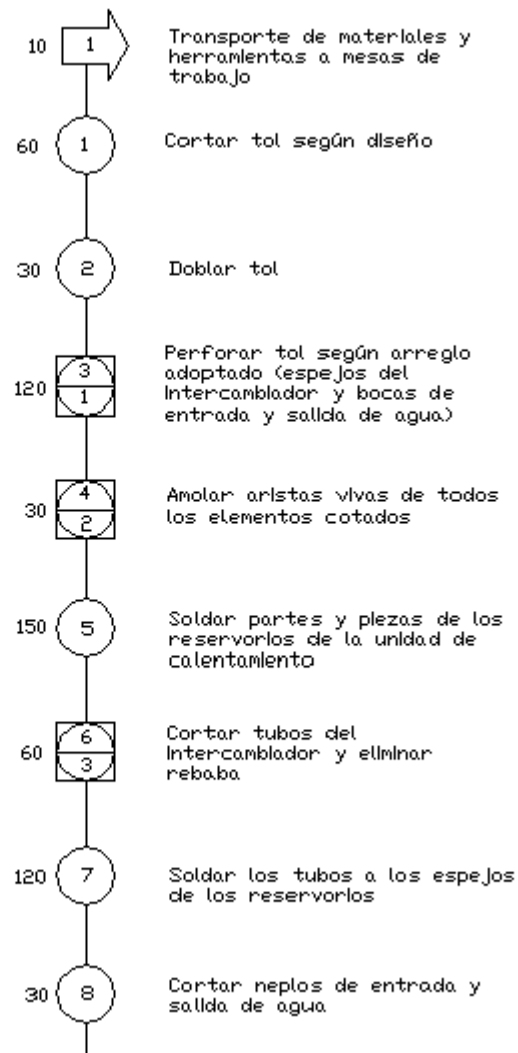 10 1 Transporte de materiales y
herramientas a mesas de
trabajo
60 1 Cortar tol según diseño
30 2 Doblar tol
Perforar tol según arreglo
3 adoptado (espejos del
120 1 intercambiador y bocas de
entrada y salida de agua)
4 Amolar aristas vivas de todos
30 2 los elementos cotados
150 5 Soldar partes y piezas de los
reservorios de la unidad de
calentamiento
6 Cortar tubos del
60 3 intercambiador y eliminar
rebaba
120 7 Soldar los tubos a los espejos
de los reservorios
30 8 Cortar neplos de entrada y
salida de agua